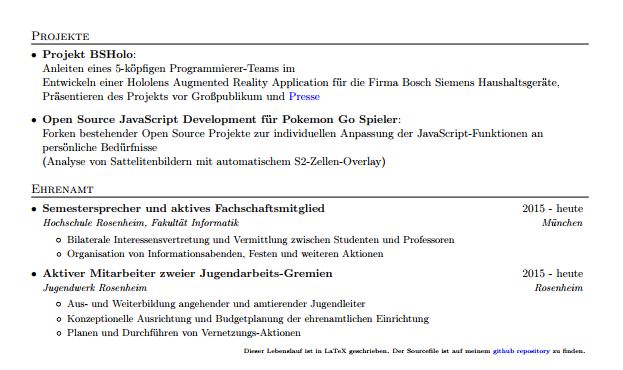 Projekte
• Projekt BSHolo:
Anleiten eines 5-köpfigen Programmierer-Teams im
Entwickeln einer Hololens Augmented Reality Application für die Firma Bosch Siemens Haushaltsgeräte,
Präsentieren des Projekts vor Großpublikum und Presse
• Open Source JavaScript Development für Pokemon Go Spieler:
Forken bestehender Open Source Projekte zur individuellen Anpassung der JavaScript-Funktionen an
persönliche Bedürfnisse
(Analyse von Sattelitenbildern mit automatischem S2-Zellen-Overlay)
Ehrenamt
• Semestersprecher und aktives Fachschaftsmitglied 2015 - heute
Hochschule Rosenheim, Fakultät Informatik München
◦ Bilaterale Interessensvertretung und Vermittlung zwischen Studenten und Professoren
◦ Organisation von Informationsabenden, Festen und weiteren Aktionen
• Aktiver Mitarbeiter zweier Jugendarbeits-Gremien 2015 - heute
Jugendwerk Rosenheim Rosenheim
◦ Aus- und Weiterbildung angehender und amtierender Jugendleiter
◦ Konzeptionelle Ausrichtung und Budgetplanung der ehrenamtlichen Einrichtung
◦ Planen und Durchführen von Vernetzungs-Aktionen
Dieser Lebenslauf ist in LaTeX geschrieben. Der Sourcefile ist auf meinem github repository zu finden.